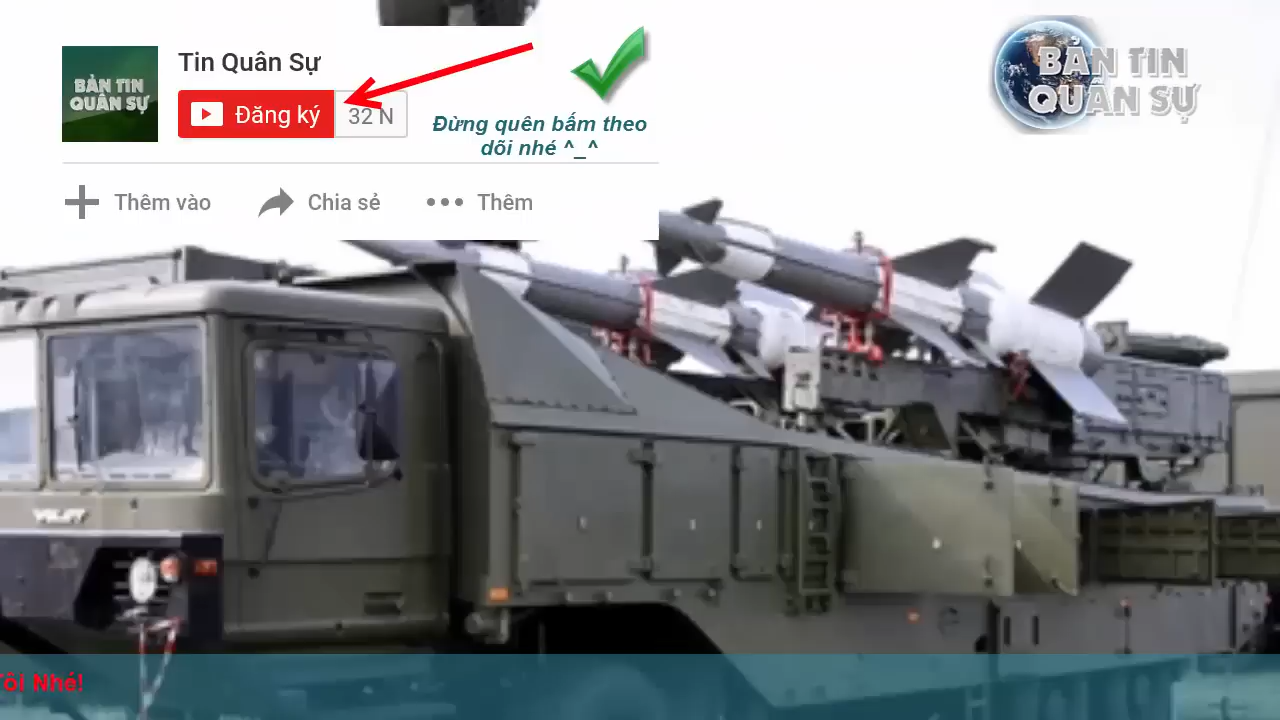 Tin Quân Sự
BẢN TIN
QUÂN SỰ
Đăng ký
32 N
Đừng quên bấm theo
dõi nhé ^_^
Thêm vào
Chia sẻ
Thêm
BẢN TIN
QUÂN SỰ
Tôi Nhé!